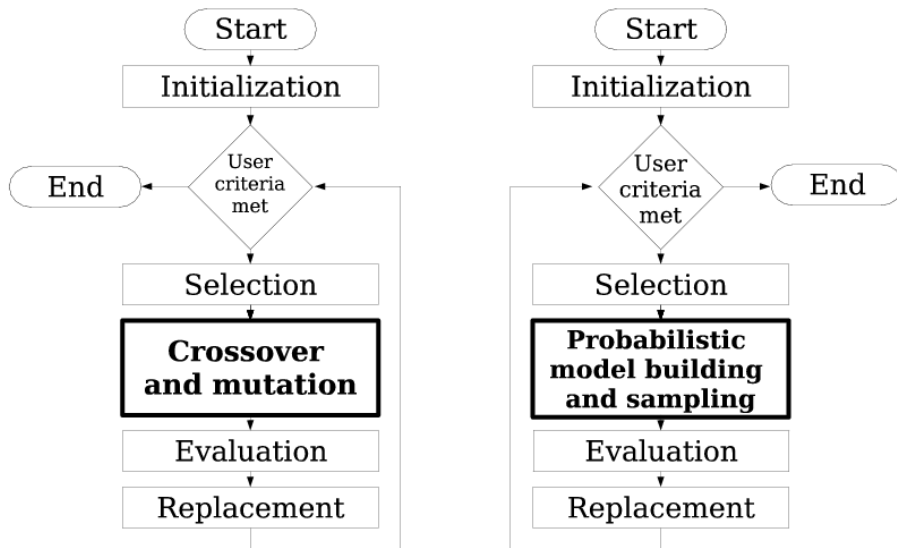 Start
Initialization
User
criteria
met
End
Selection
Crossover
and mutation
Evaluation
Replacement
Start
Initialization
User
criteria
met
End
Selection
Probabilistic
model building
and sampling
Evaluation
Replacement